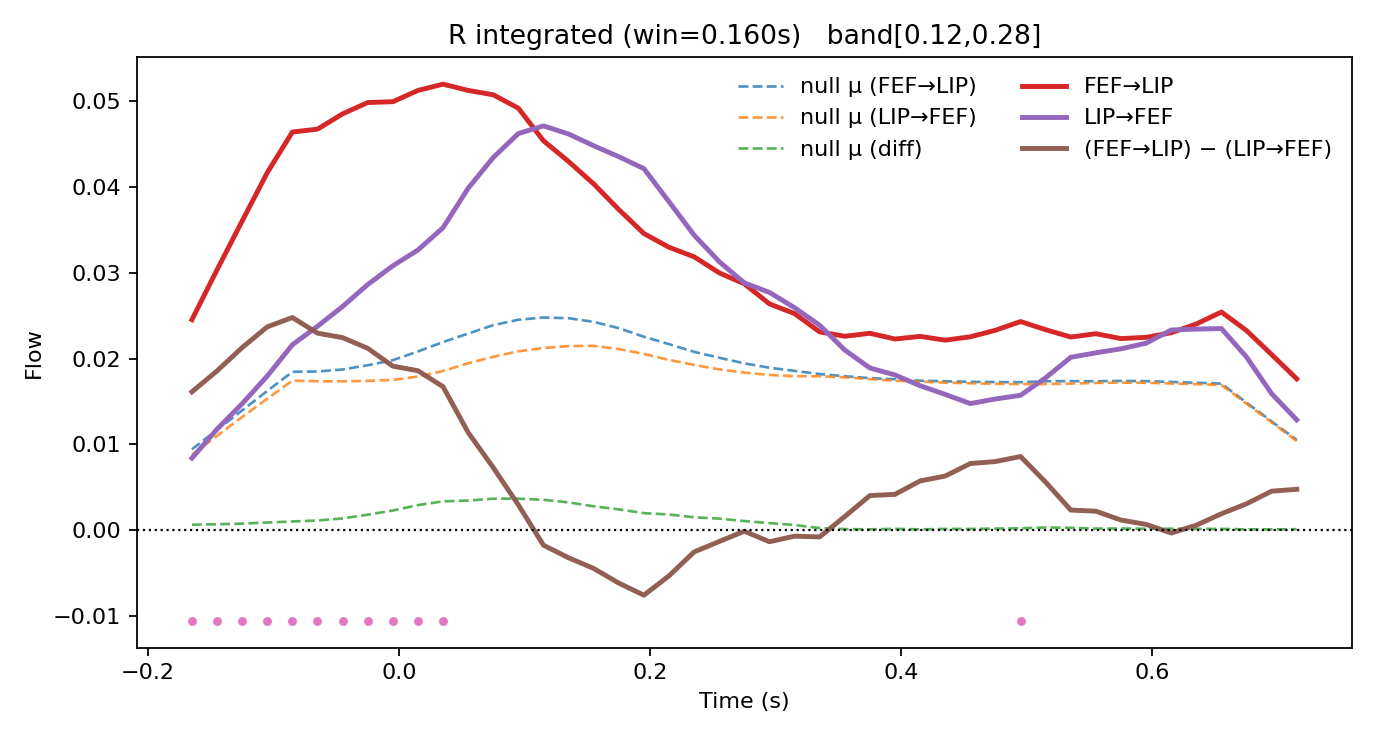 R integrated (win=0.160s)   band[0.12,0.28]
null μ (FEF→LIP)
null μ (LIP→FEF)
null μ (diff)
FEF→LIP
LIP→FEF
(FEF→LIP) − (LIP→FEF)
Flow
0.05
0.04
0.03
0.02
0.01
0.00
−0.01
−0.2
0.0
0.2
0.4
0.6
Time (s)